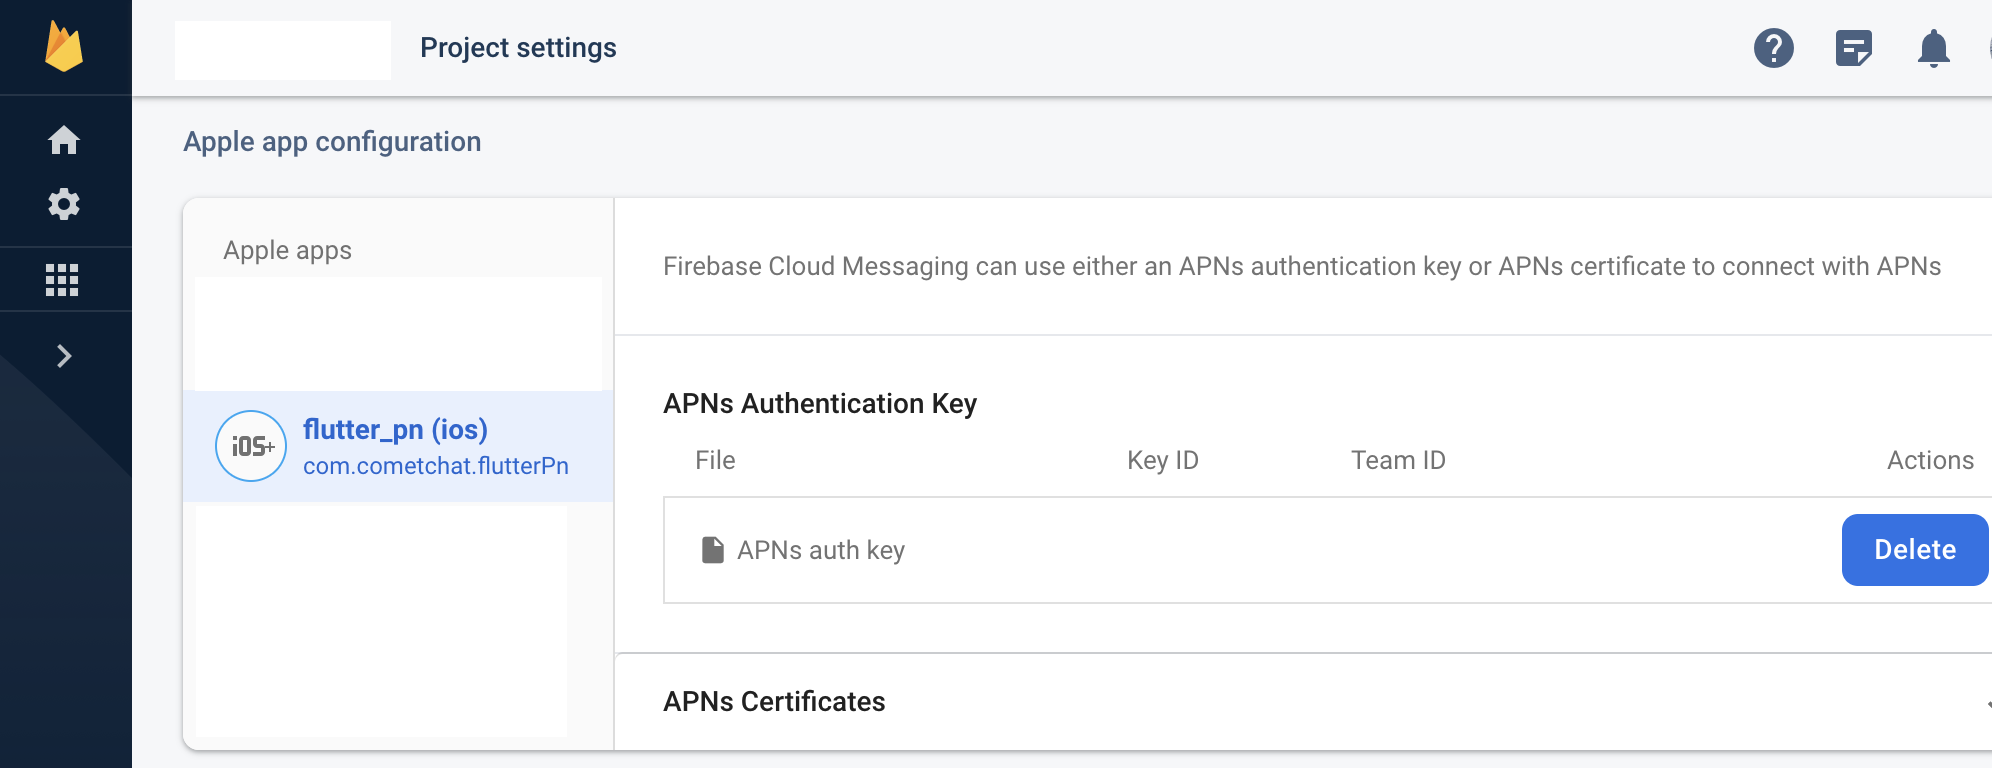 Project settings
Apple app configuration
Apple apps
iOS+
flutter_pn (ios)
com.cometchat.flutterPn
Firebase Cloud Messaging can use either an APNs authentication key or APNs certificate to connect with APNs
APNs Authentication Key
File Key ID Team ID Actions
APNs auth key Delete
APNs Certificates